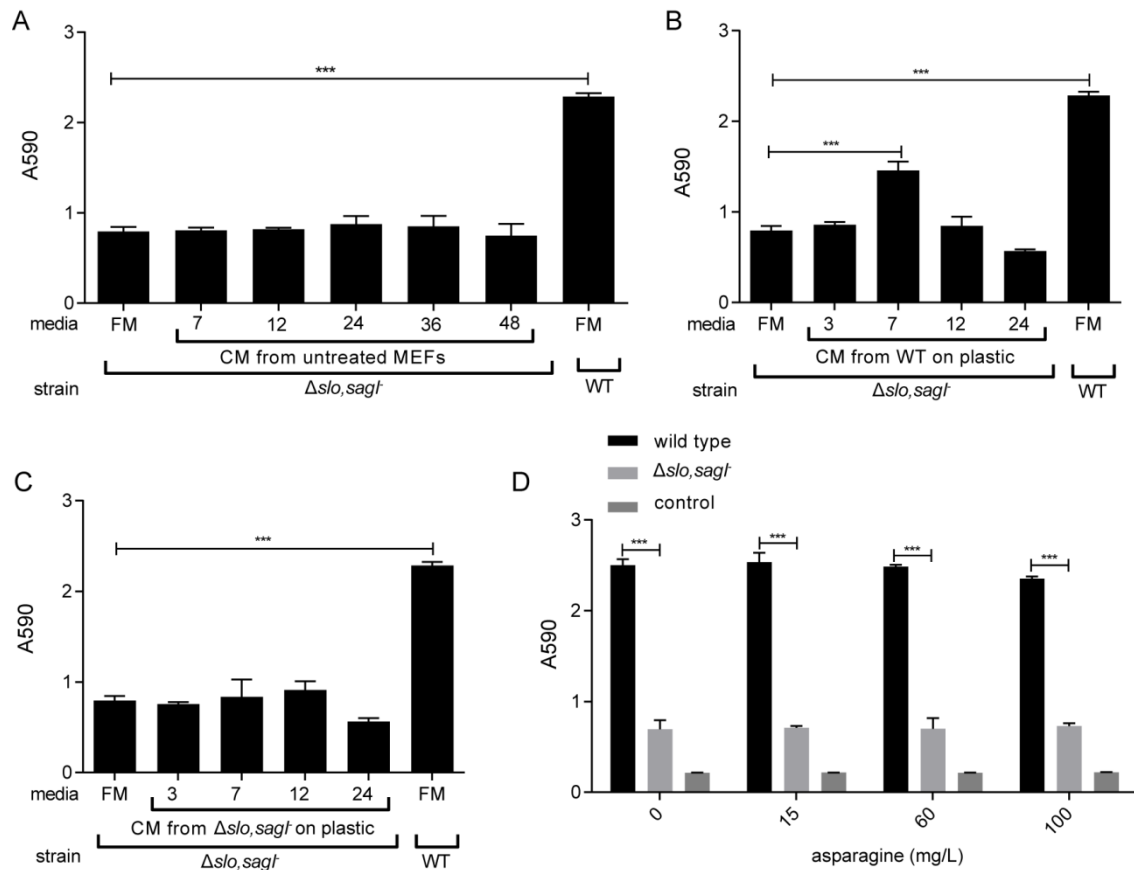 A
3
***
2
A590
1
0
media FM 7 12 24 36 48 FM
CM from untreated MEFs
strain Δslo,sagI- WT
B
3
***
***
2
A590
1
0
media FM 3 7 12 24 FM
CM from WT on plastic
strain Δslo,sagI- WT
C
3
***
2
A590
1
0
media FM 3 7 12 24 FM
CM from Δslo,sagI- on plastic
strain Δslo,sagI- WT
wild type
Δslo,sagI-
control
D
3
*** *** *** ***
2
A590
1
0
0 15 60 100
asparagine (mg/L)